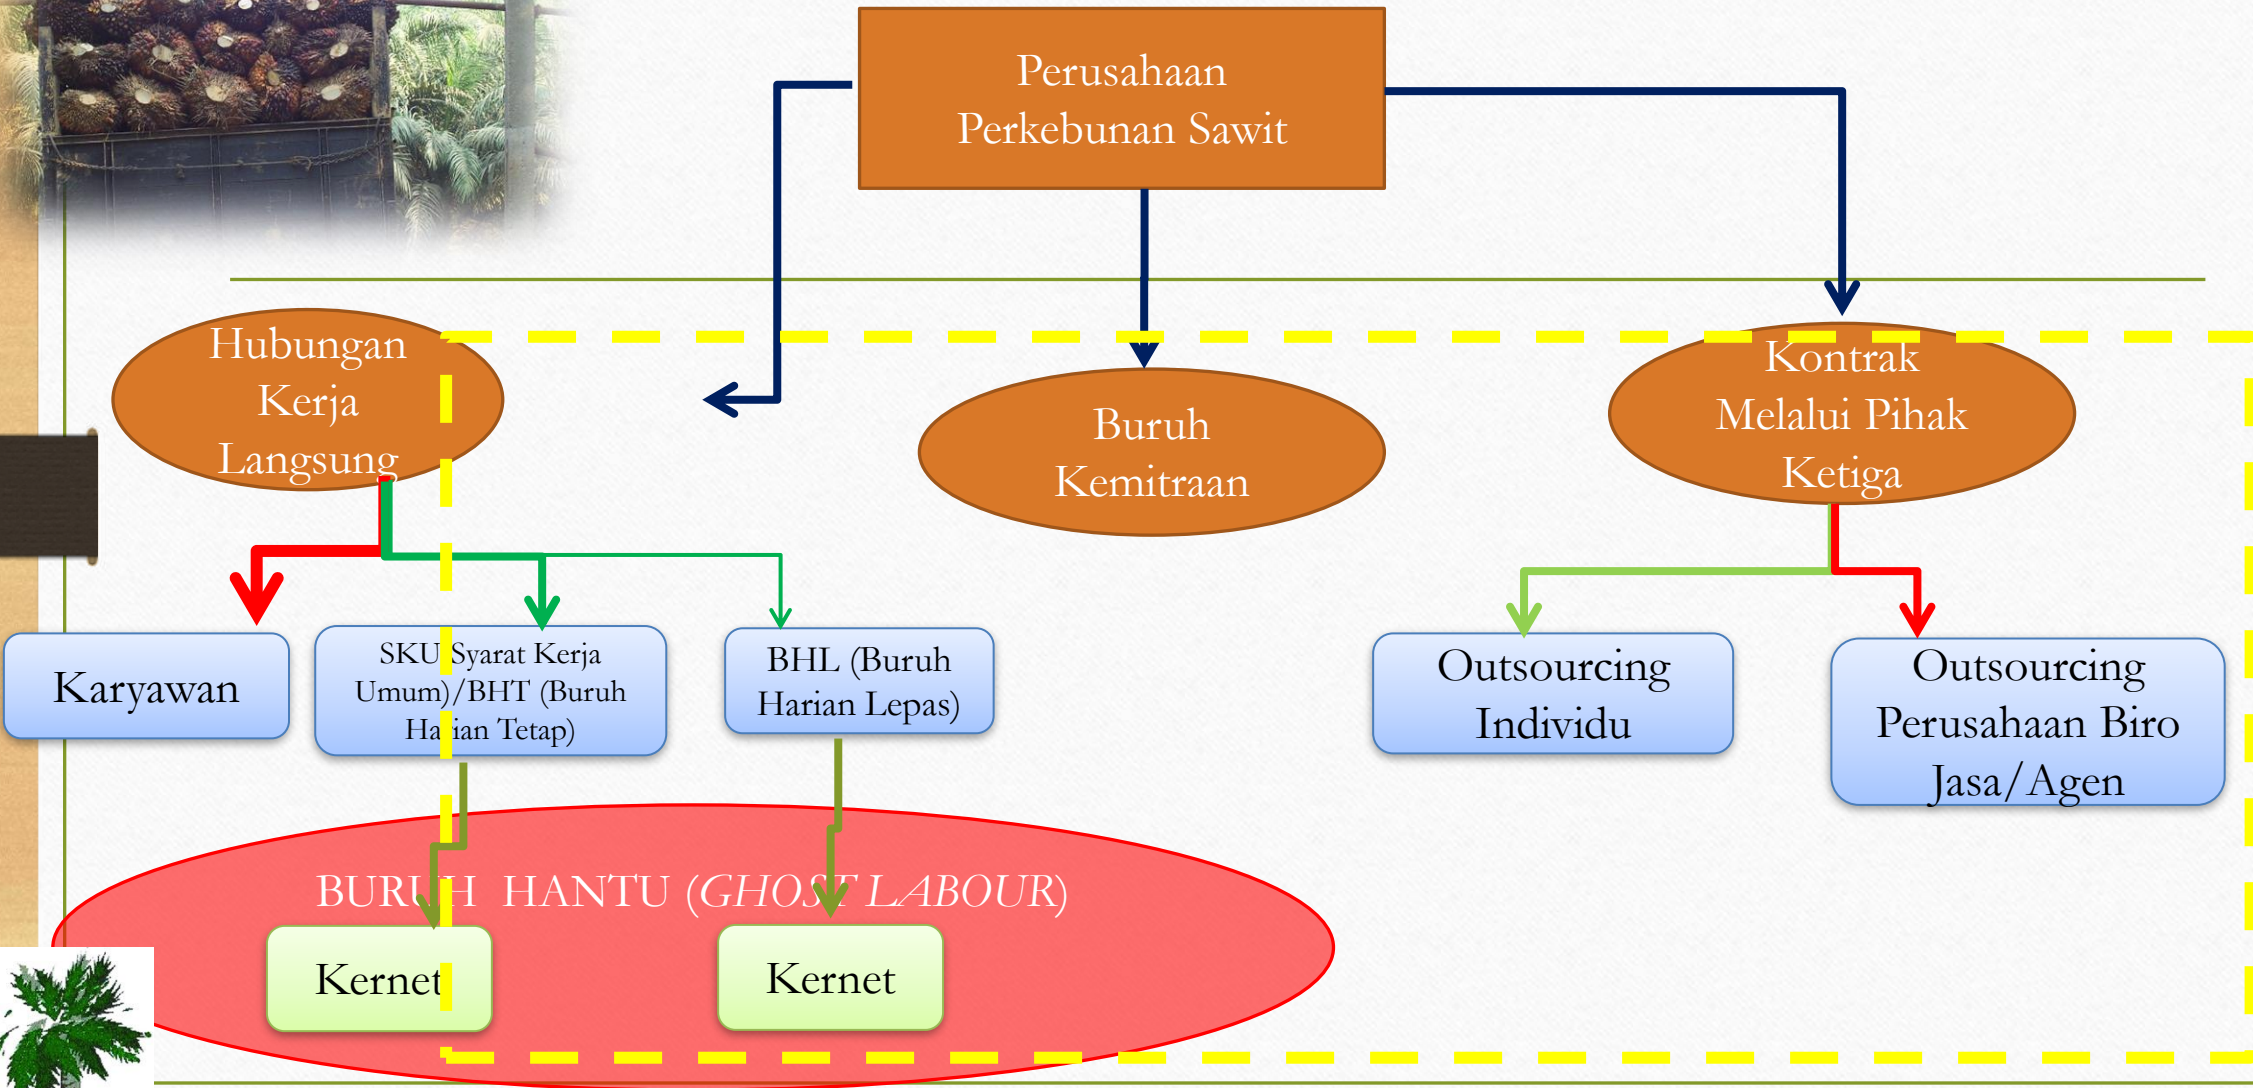 Perusahaan
Perkebunan Sawit
Hubungan
Kerja
Langsung
Buruh
Kemitraan
Kontrak
Melalui Pihak
Ketiga
Karyawan
SKU Syarat Kerja
Umum)/BHT (Buruh
Harian Tetap)
BHL (Buruh
Harian Lepas)
Outsourcing
Individu
Outsourcing
Perusahaan Biro
Jasa/Agen
BURUH HANTU (GHOST LABOUR)
Kernet
Kernet